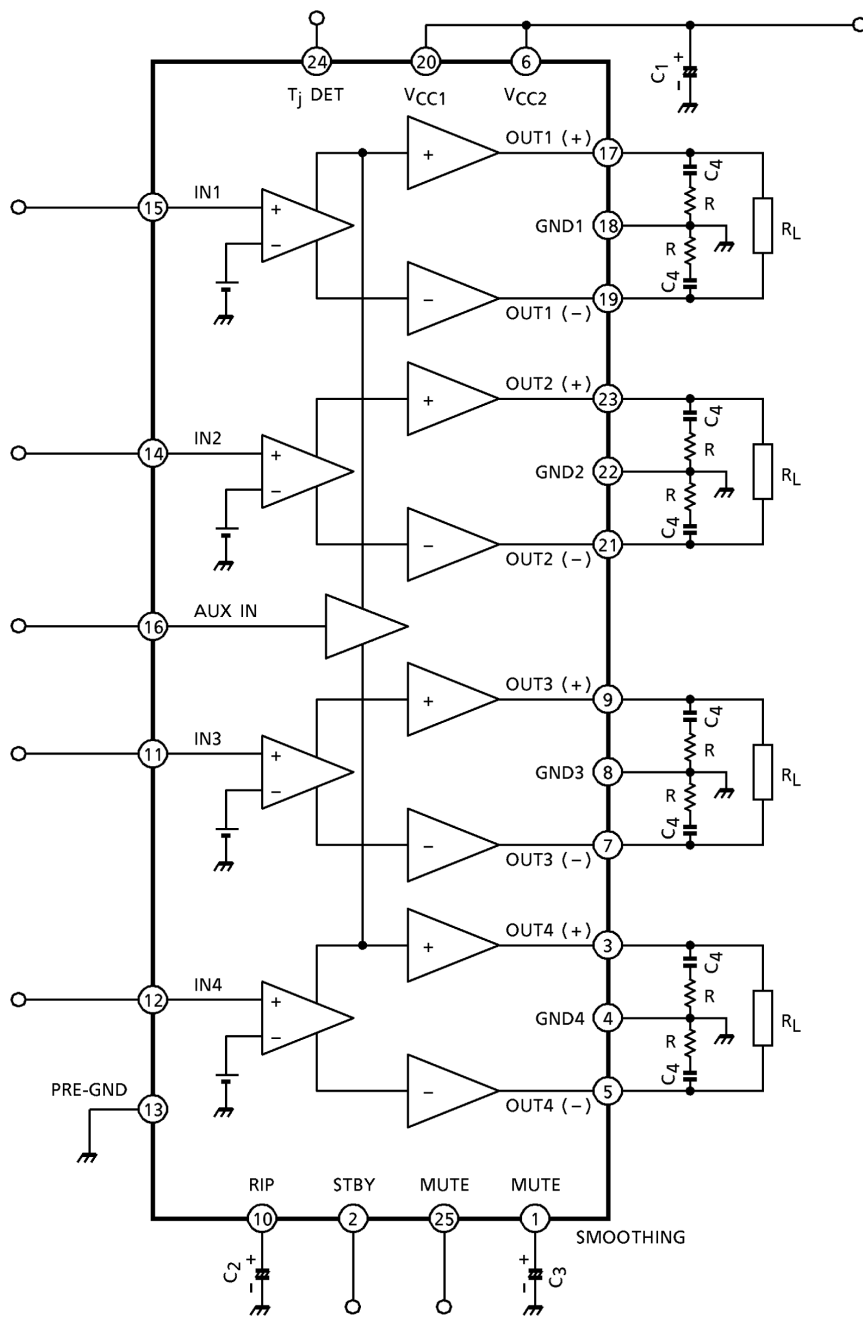 24 20 6
C1 + -
Tj DET VCC1 VCC2
OUT1 (+) 17
+
C4
R
15 IN1
+
-
GND1 18
RL
R
C4
-
OUT1 (-) 19
OUT2 (+) 23
+
C4
R
14 IN2
+
-
GND2 22
RL
R
C4
-
OUT2 (-) 21
16 AUX IN
OUT3 (+) 9
+
C4
R
11 IN3
+
-
GND3 8
RL
R
C4
-
OUT3 (-) 7
OUT4 (+) 3
+
C4
R
12 IN4
+
-
GND4 4
RL
R
C4
-
OUT4 (-) 5
PRE-GND
13
RIP STBY MUTE MUTE
10 2 25 1
SMOOTHING
C2 + -
+ - C3